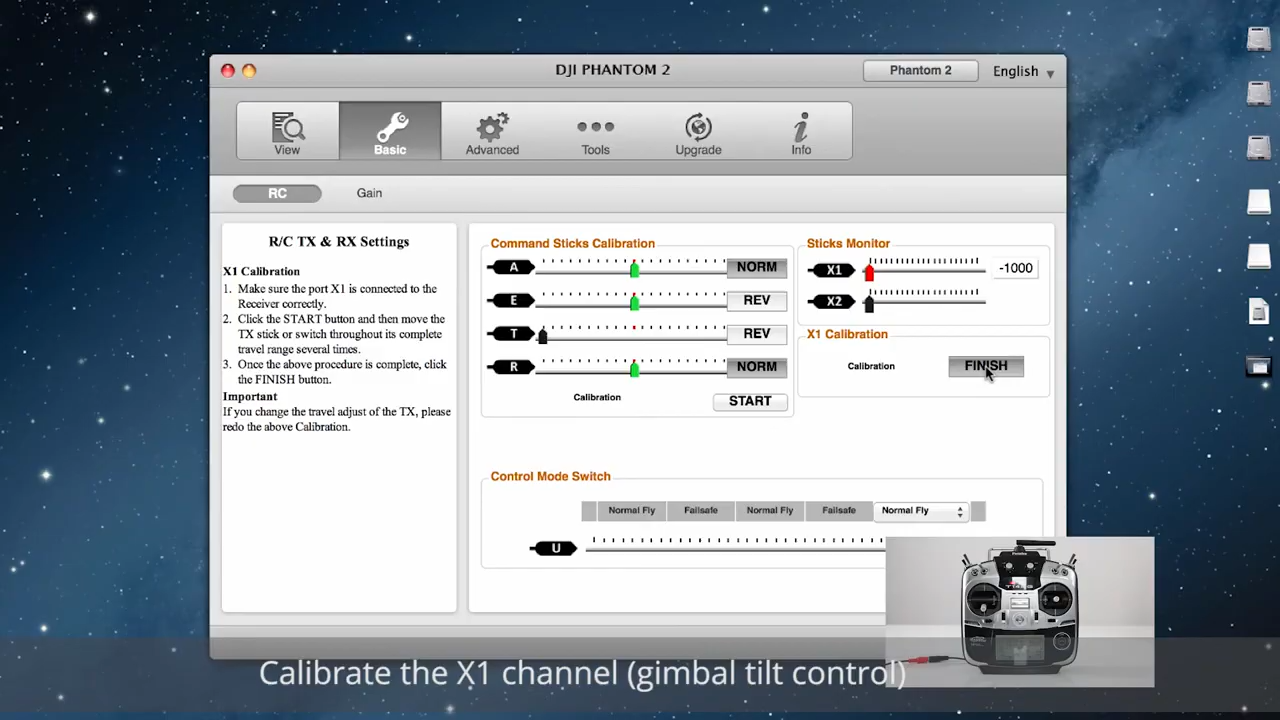 DJI PHANTOM 2
Phantom 2
English
View
Basic
Advanced
Tools
Upgrade
Info
RC
Gain
R/C TX & RX Settings
X1 Calibration
1. Make sure the port X1 is connected to the
Receiver correctly.
2. Click the START button and then move the
TX stick or switch throughout its complete
travel range several times.
3. Once the above procedure is complete, click
the FINISH button.
Important
If you change the travel adjust of the TX, please
redo the above Calibration.
Command Sticks Calibration
A
NORM
E
REV
T
REV
R
NORM
Calibration
START
Sticks Monitor
X1
-1000
X2
X1 Calibration
Calibration
FINISH
Control Mode Switch
Normal Fly
Failsafe
Normal Fly
Failsafe
Normal Fly
U
Calibrate the X1 channel (gimbal tilt control)